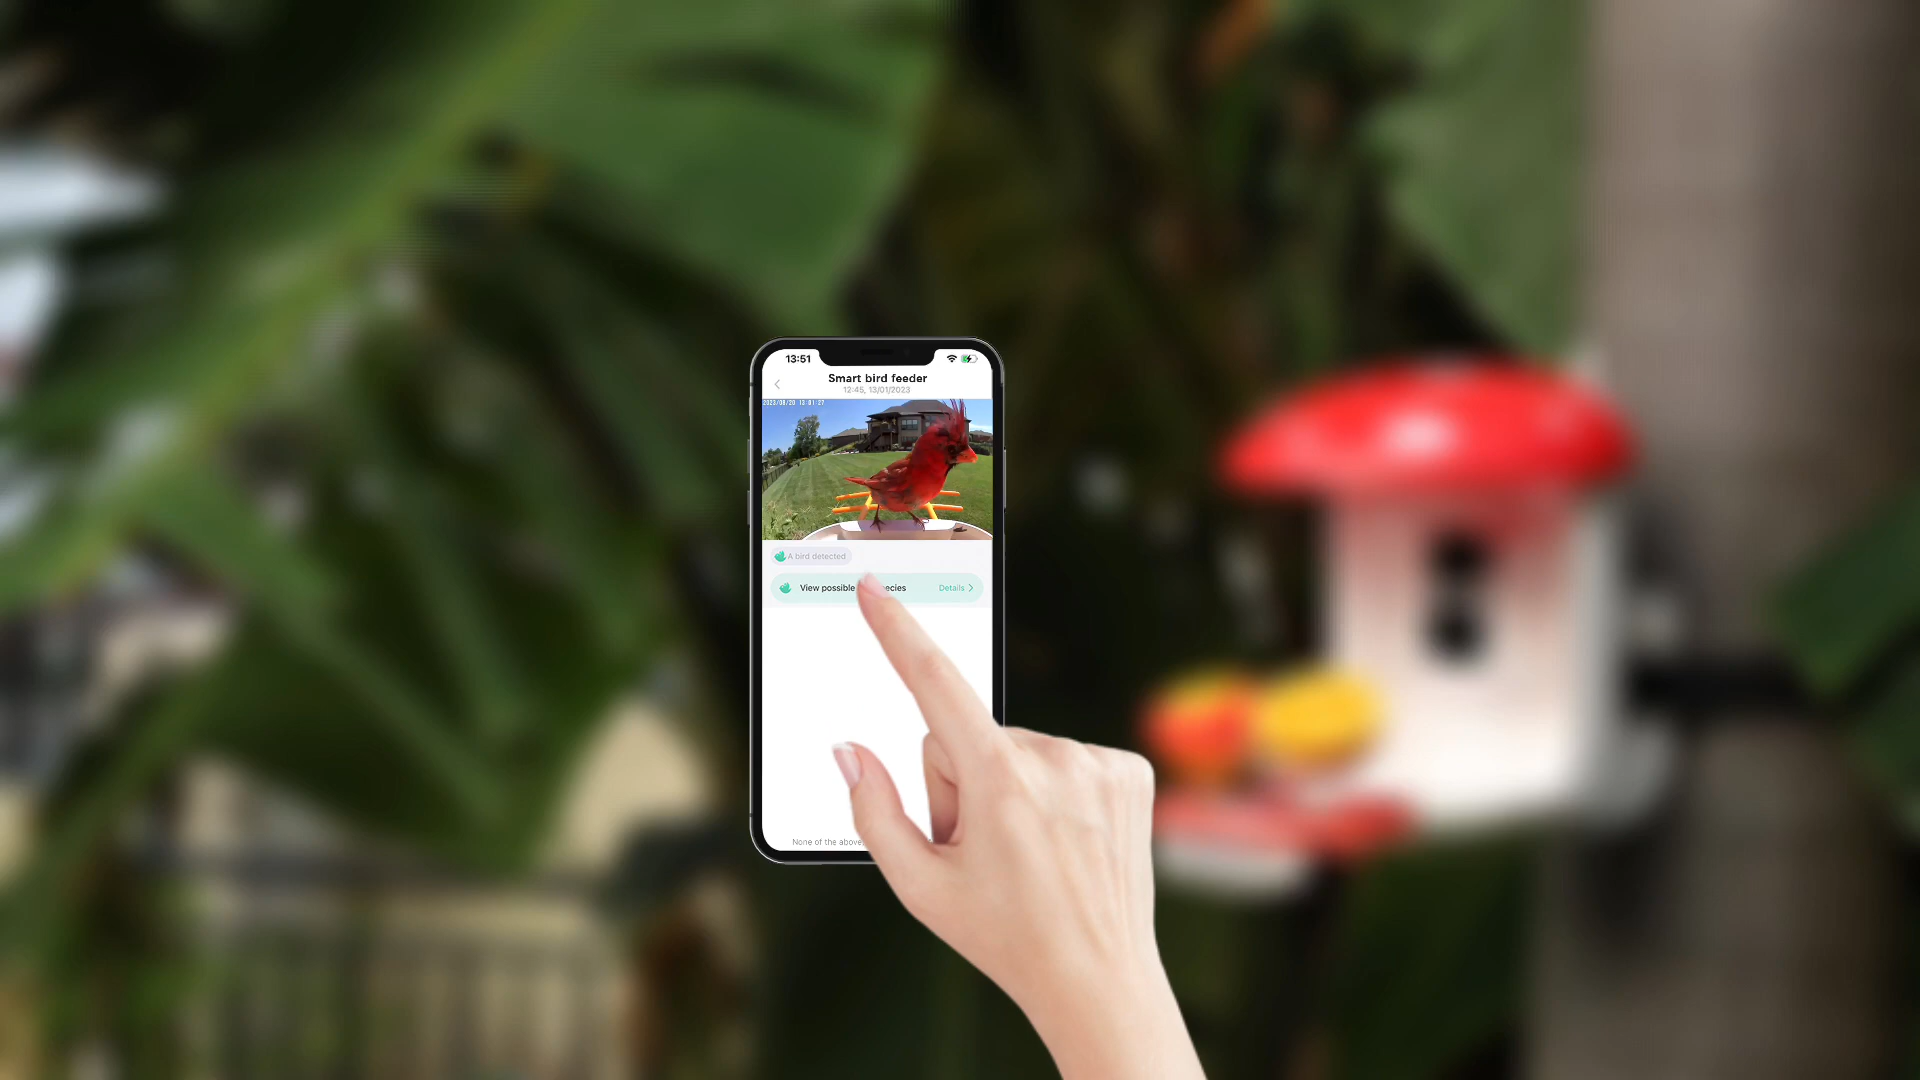 13:51
Smart bird feeder
12:45, 13/01/2023
2023/08/20 13:01:27
A bird detected
View possible ecies
Details
None of the above